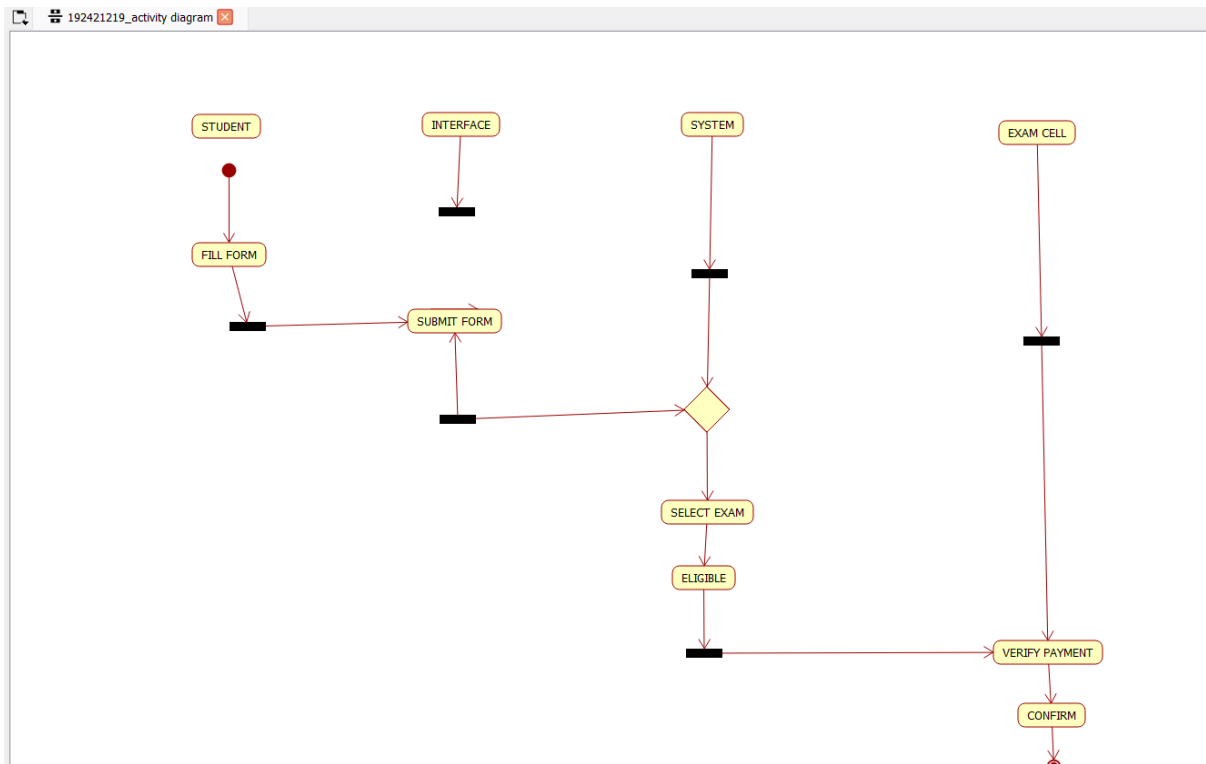 192421219_activity diagram
STUDENT
INTERFACE
SYSTEM
EXAM CELL
FILL FORM
SUBMIT FORM
SELECT EXAM
ELIGIBLE
VERIFY PAYMENT
CONFIRM